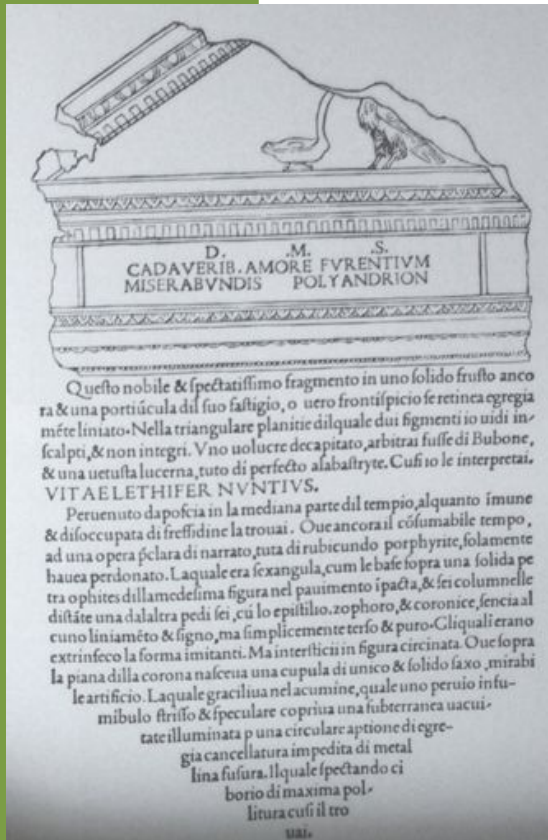 D. .M. .S.
CADAVERIB. AMORE FVRENTIVM
MISERABVNDIS POLYANDRION
Queſto nobile & ſpectatiſſimo fragmento in uno ſolido fruſto anco
ra & una portiúcula dil ſuo faſtigio, o uero frontiſpicio ſe retinea egregia
méte liniato. Nella triangulare planitie dilquale dui figmenti io uidi in-
ſcalpti, & non integri. Vno uolucre decapitato, arbitrai fuſſe di Bubone,
& una uetuſta lucerna, tuto di perfecto alabaſtryte. Cuſi io le interpretai.
VITAE LETHIFER NVNTIVS.
Peruenuto dapoſcia in la mediana parte dil tempio, alquanto imune
& diſoccupata di freſſidine la trouai. Oue ancora il cõſumabile tempo,
ad una opera p̃clara di narrato, tuta di rubicundo porphyrite, ſolamente
hauea perdonato. Laquale era ſexangula, cum le baſe ſopra una ſolida pe
tra ophites dilla medeſima figura nel pauimento ĩpacta, & ſei columnelle
diſtãte una dalaltra pedi ſei, cú lo epiſtilio. zophoro, & coronice, ſencia al
cuno liniaméto & ſigno, ma ſimplicemente terſo & puro. Gliquali erano
extrinſeco la forma imitanti. Ma interſticii in figura circinata. Oue ſopra
la piana dilla corona naſceua una cupula di unico & ſolido ſaxo, mirabi
le artificio. Laquale graciliua nel acumine, quale uno peruio infu-
mibulo ſtriſſo & ſpeculare copriua una ſubterranea uacui-
tate illuminata p una circulare aptione di egre-
gia cancellatura impedita di metal
lina fuſura. Ilquale ſpectando ci
borio di maxima pol-
litura cuſi il tro
uai.